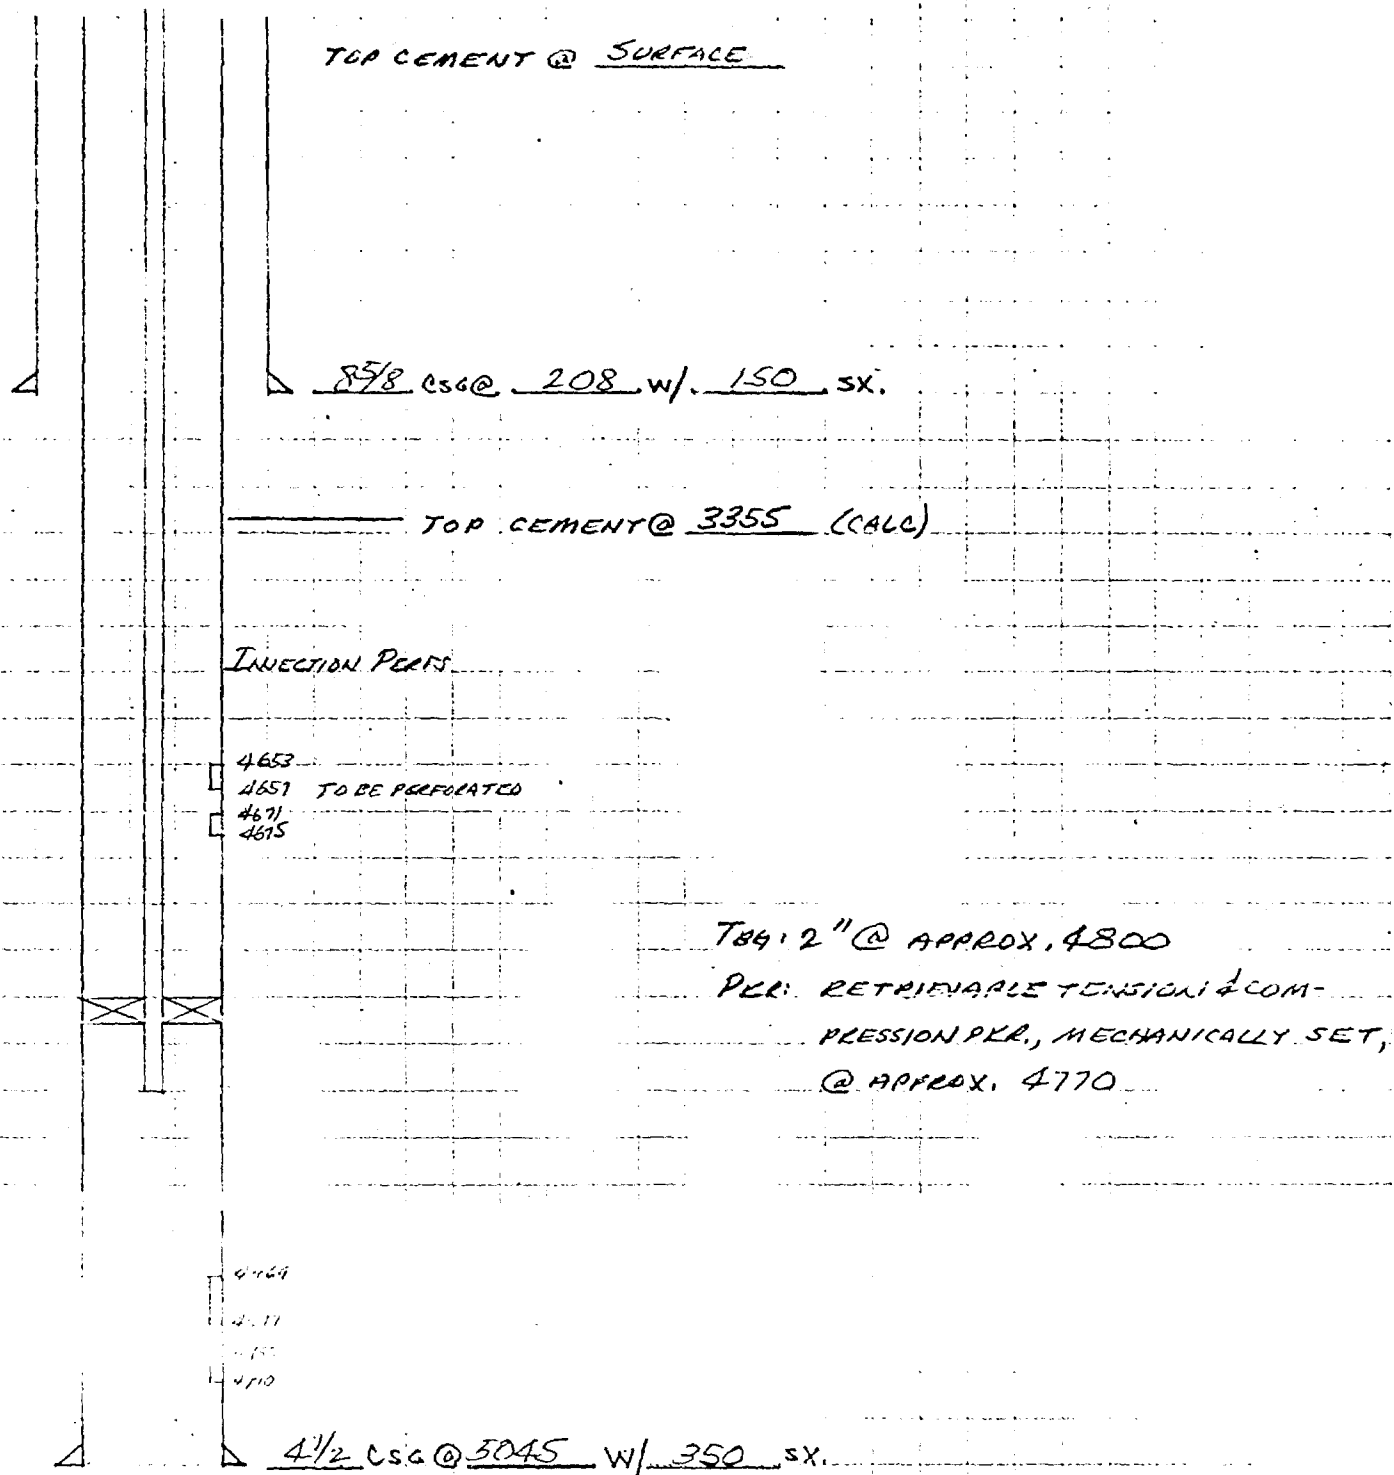 TOP CEMENT @ SURFACE
8 5/8 CSG @ 208 W/. 150 SX.
TOP CEMENT @ 3355 (CALC)
INJECTION PERFS
4653
4657 TO BE PERFORATED
4671
4675
TBG: 2" @ APPROX. 4800
PKR: RETRIEVABLE TENSION & COM-
PRESSION PKR., MECHANICALLY SET,
@ APPROX. 4770
4 1/2 CSG @ 5045 W/ 350 SX.